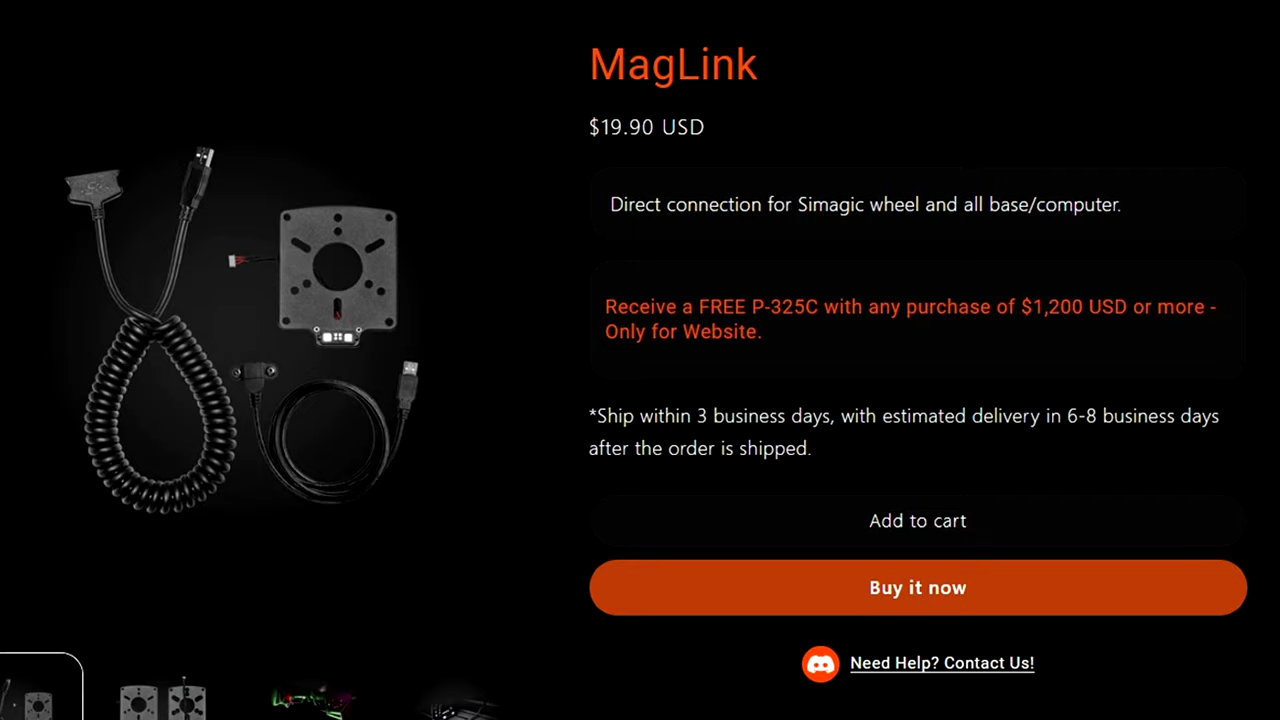 MagLink
$19.90 USD
Direct connection for Simagic wheel and all base/computer.
Receive a FREE P-325C with any purchase of $1,200 USD or more -
Only for Website.
*Ship within 3 business days, with estimated delivery in 6-8 business days
after the order is shipped.
Add to cart
Buy it now
Need Help? Contact Us!